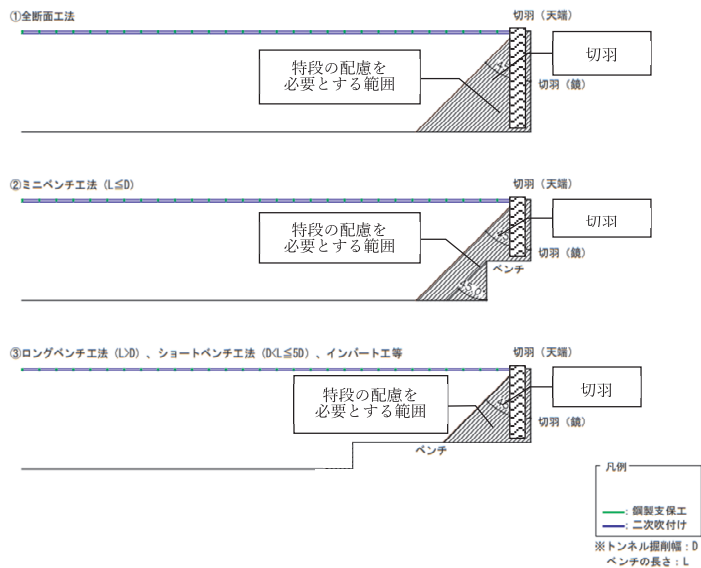 ①全断面工法
切羽（天端）
特段の配慮を
必要とする範囲
切羽
切羽（鏡）
②ミニベンチ工法（L≦D）
切羽（天端）
特段の配慮を
必要とする範囲
切羽
切羽（鏡）
ベンチ
45.0°
③ロングベンチ工法（L>D）、ショートベンチ工法（D<L≦5D）、インバート工等
切羽（天端）
特段の配慮を
必要とする範囲
切羽
切羽（鏡）
ベンチ
凡例
：鋼製支保工
：二次吹付け
※トンネル掘削幅：D
ベンチの長さ：L